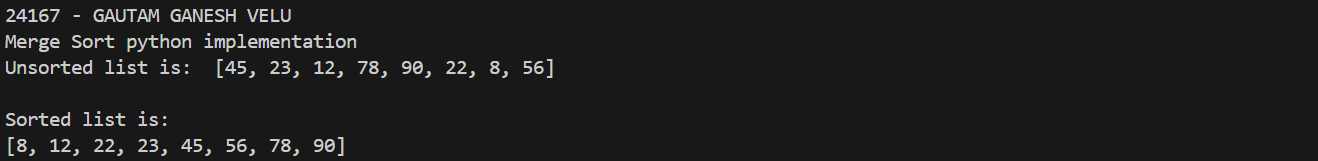 24167 - GAUTAM GANESH VELU
Merge Sort python implementation
Unsorted list is:  [45, 23, 12, 78, 90, 22, 8, 56]
Sorted list is:
[8, 12, 22, 23, 45, 56, 78, 90]